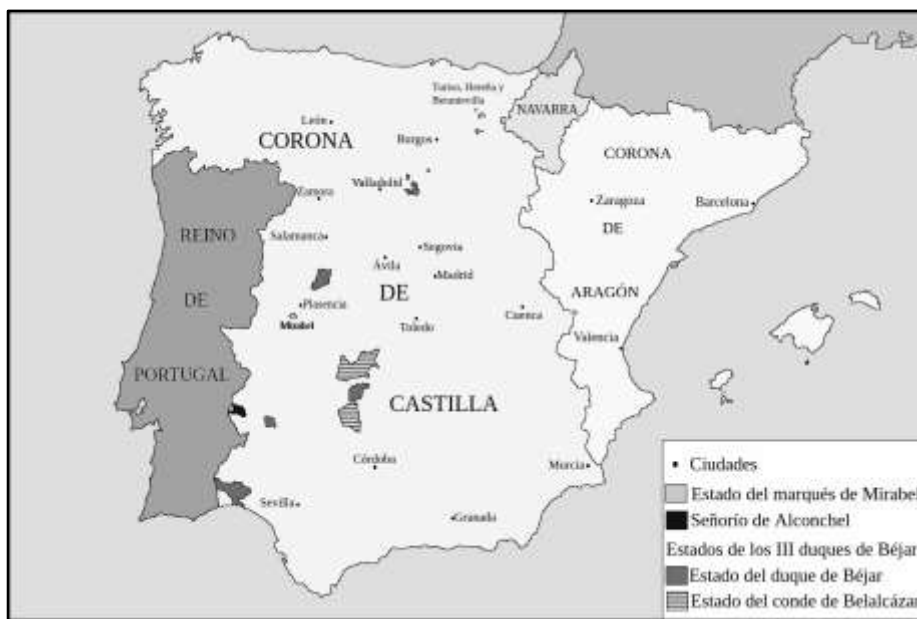 Turiso, Hereña y
Berantevilla
NAVARRA
León
CORONA
Burgos
CORONA
Valladolid
Zamora
Zaragoza
Barcelona
REINO
Salamanca
DE
Segovia
Ávila
Madrid
DE
DE
ARAGÓN
Plasencia
Mirabel
Toledo
Cuenca
Valencia
PORTUGAL
CASTILLA
Córdoba
Murcia
Sevilla
Granada
Ciudades
Estado del marqués de Mirabel
Señorío de Alconchel
Estados de los III duques de Béjar
Estado del duque de Béjar
Estado del conde de Belalcázar